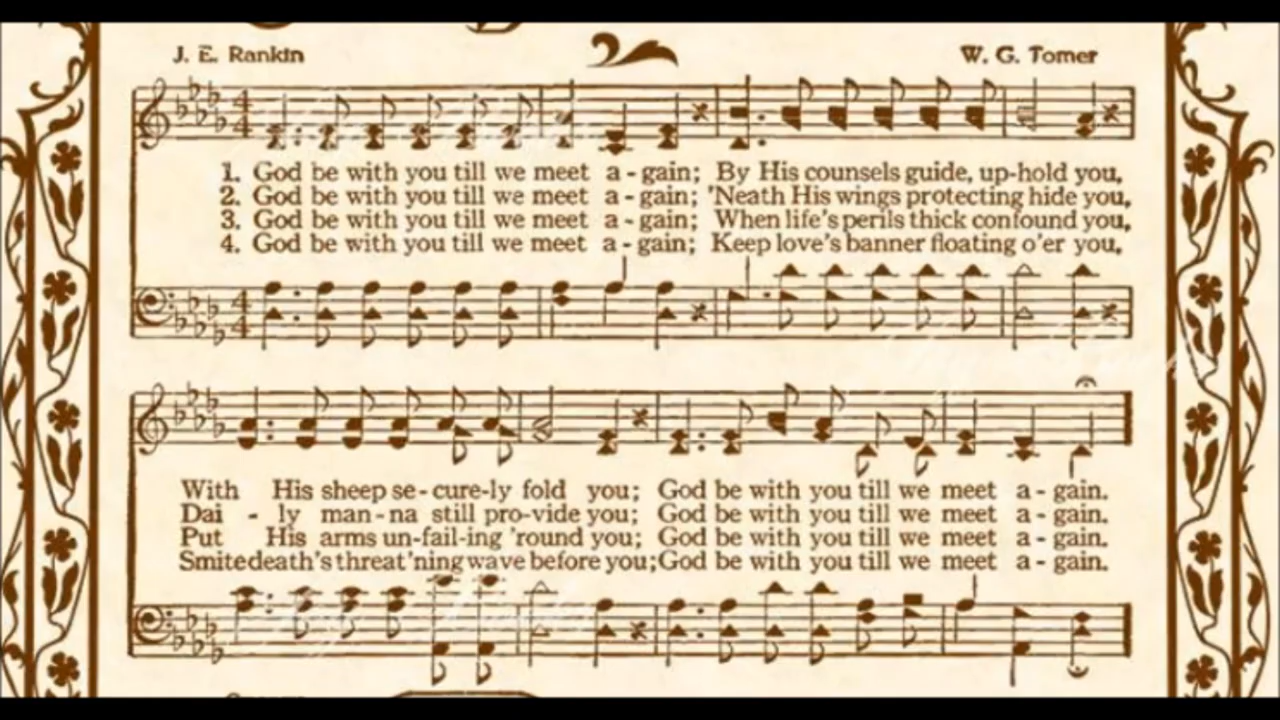 J. E. Rankin W. G. Tomer
1. God be with you till we meet a-gain; By His counsels guide, up-hold you,
2. God be with you till we meet a-gain; 'Neath His wings protecting hide you,
3. God be with you till we meet a-gain; When life's perils thick confound you,
4. God be with you till we meet a-gain; Keep love's banner floating o'er you,
With His sheep se-cure-ly fold you; God be with you till we meet a-gain.
Dai - ly man-na still pro-vide you; God be with you till we meet a-gain.
Put His arms un-fail-ing 'round you; God be with you till we meet a-gain.
Smite death's threat'ning wave before you; God be with you till we meet a-gain.